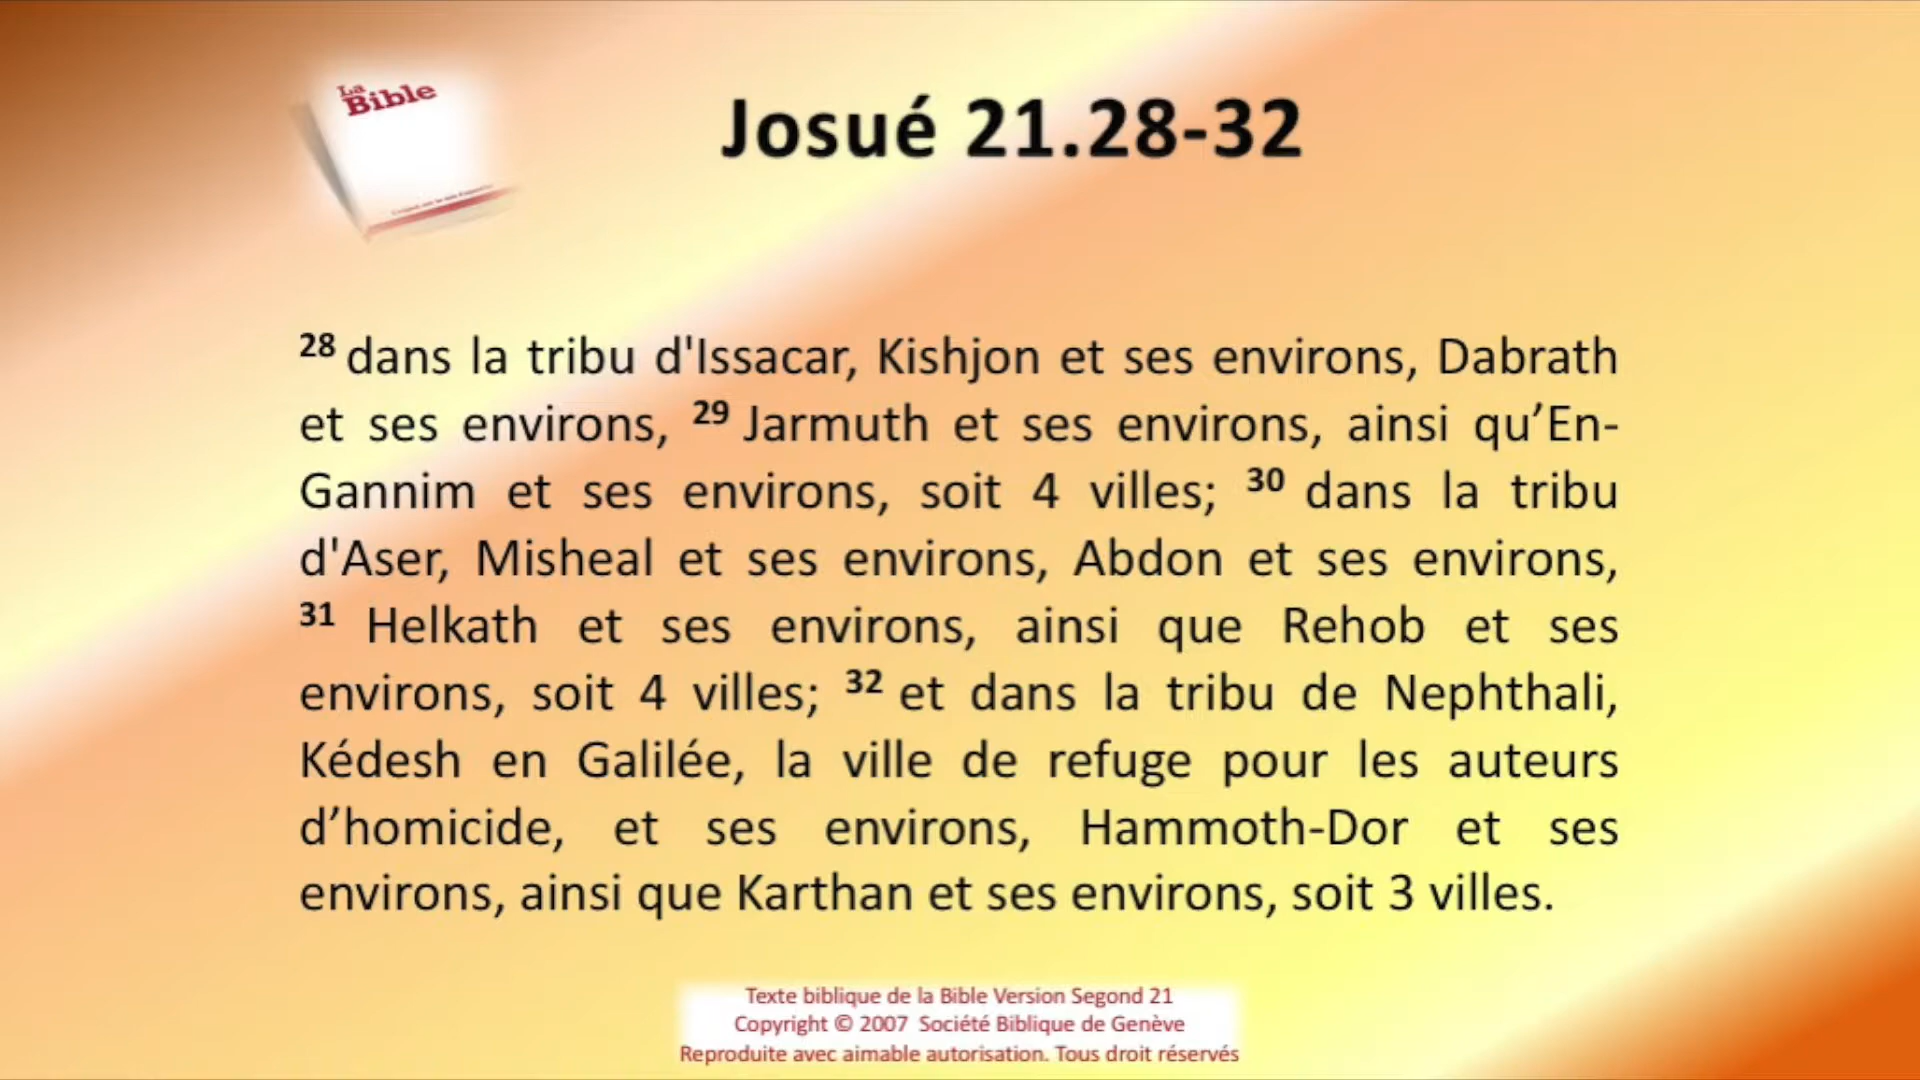 La
Bible
Josué 21.28-32
28 dans la tribu d'Issacar, Kishjon et ses environs, Dabrath
et ses environs, 29 Jarmuth et ses environs, ainsi qu’En-
Gannim et ses environs, soit 4 villes; 30 dans la tribu
d'Aser, Misheal et ses environs, Abdon et ses environs,
31 Helkath et ses environs, ainsi que Rehob et ses
environs, soit 4 villes; 32 et dans la tribu de Nephthali,
Kédesh en Galilée, la ville de refuge pour les auteurs
d’homicide, et ses environs, Hammoth-Dor et ses
environs, ainsi que Karthan et ses environs, soit 3 villes.
Texte biblique de la Bible Version Segond 21
Copyright © 2007 Société Biblique de Genève
Reproduite avec aimable autorisation. Tous droit réservés